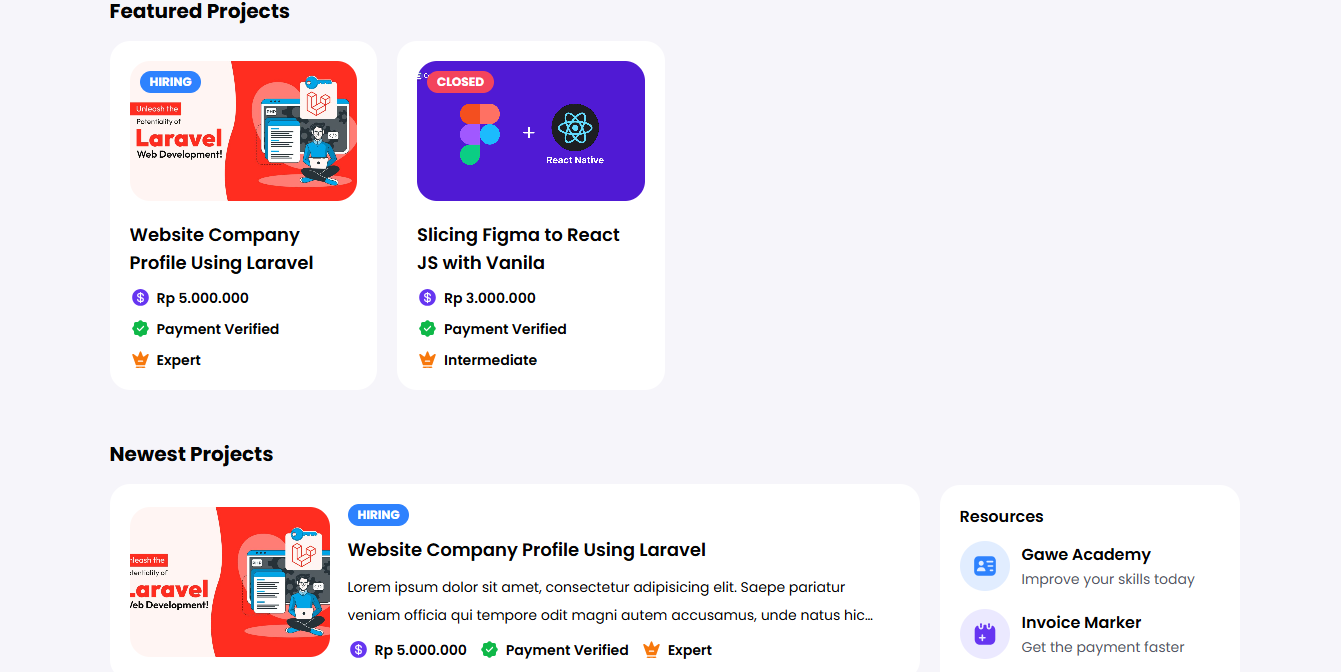 Featured Projects
HIRING
Unleash the
Potentiality of
Laravel
Web Development!
Website Company
Profile Using Laravel
Rp 5.000.000
Payment Verified
Expert
CLOSED
+
React Native
Slicing Figma to React
JS with Vanila
Rp 3.000.000
Payment Verified
Intermediate
Newest Projects
HIRING
Website Company Profile Using Laravel
Lorem ipsum dolor sit amet, consectetur adipisicing elit. Saepe pariatur
veniam officia qui tempore odit magni autem accusamus, unde natus hic...
Rp 5.000.000 Payment Verified Expert
nleash the
otentiality of
aravel
Web Development!
Resources
Gawe Academy
Improve your skills today
Invoice Marker
Get the payment faster